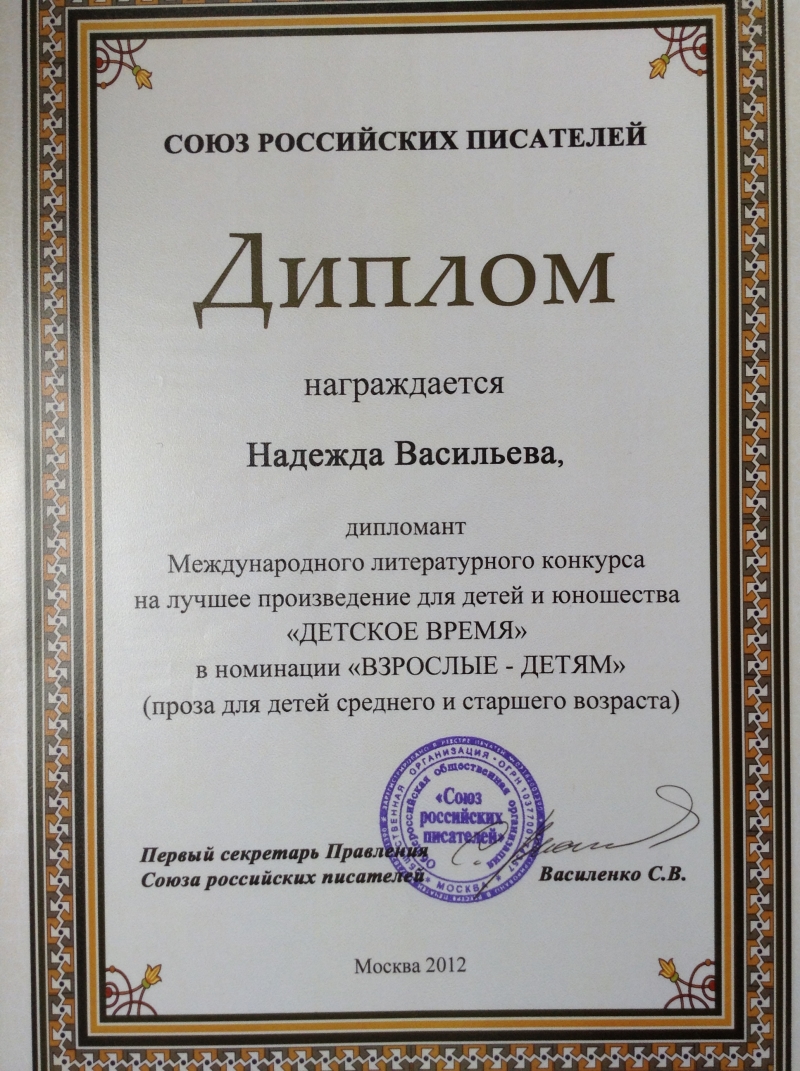 СОЮЗ РОССИЙСКИХ ПИСАТЕЛЕЙ
Диплом
награждается
Надежда Васильева,
дипломант
Международного литературного конкурса
на лучшее произведение для детей и юношества
«ДЕТСКОЕ ВРЕМЯ»
в номинации «ВЗРОСЛЫЕ - ДЕТЯМ»
(проза для детей среднего и старшего возраста)
«Союз
российских
писателей»
МОСКВА
Первый секретарь Правления
Союза российских писателей
Василенко С.В.
Москва 2012